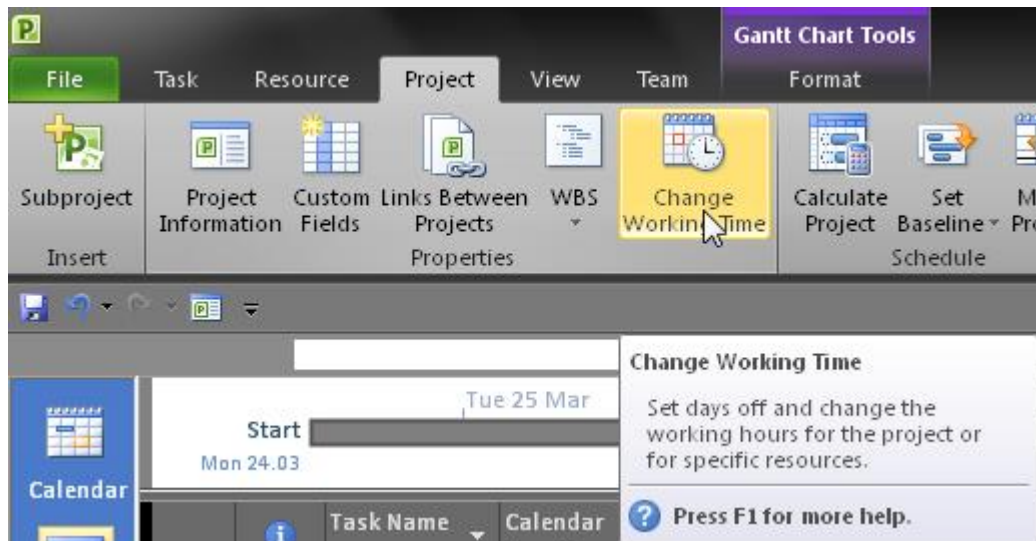 Gantt Chart Tools
File Task Resource Project View Team Format
Subproject
Project Information
Custom Fields
Links Between Projects
WBS
Change Working Time
Calculate Project
Set Baseline
Insert
Properties
Schedule
Change Working Time
Set days off and change the
working hours for the project or
for specific resources.
Press F1 for more help.
Tue 25 Mar
Start
Mon 24.03
Calendar
Task Name
Calendar